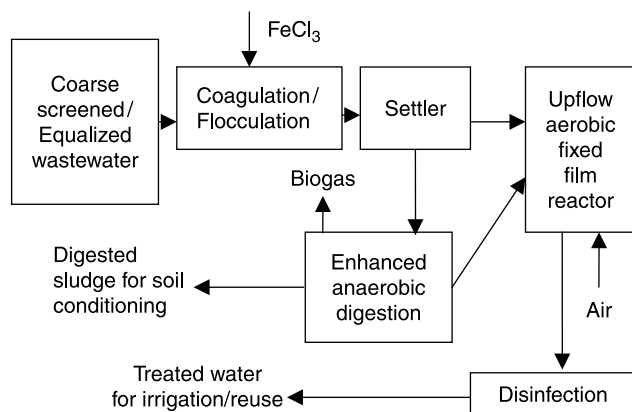 FeCl3
Coarse
screened/
Equalized
wastewater
Coagulation/
Flocculation
Settler
Upflow
aerobic
fixed
film
reactor
Biogas
Digested
sludge for soil
conditioning
Enhanced
anaerobic
digestion
Air
Treated water
for irrigation/reuse
Disinfection